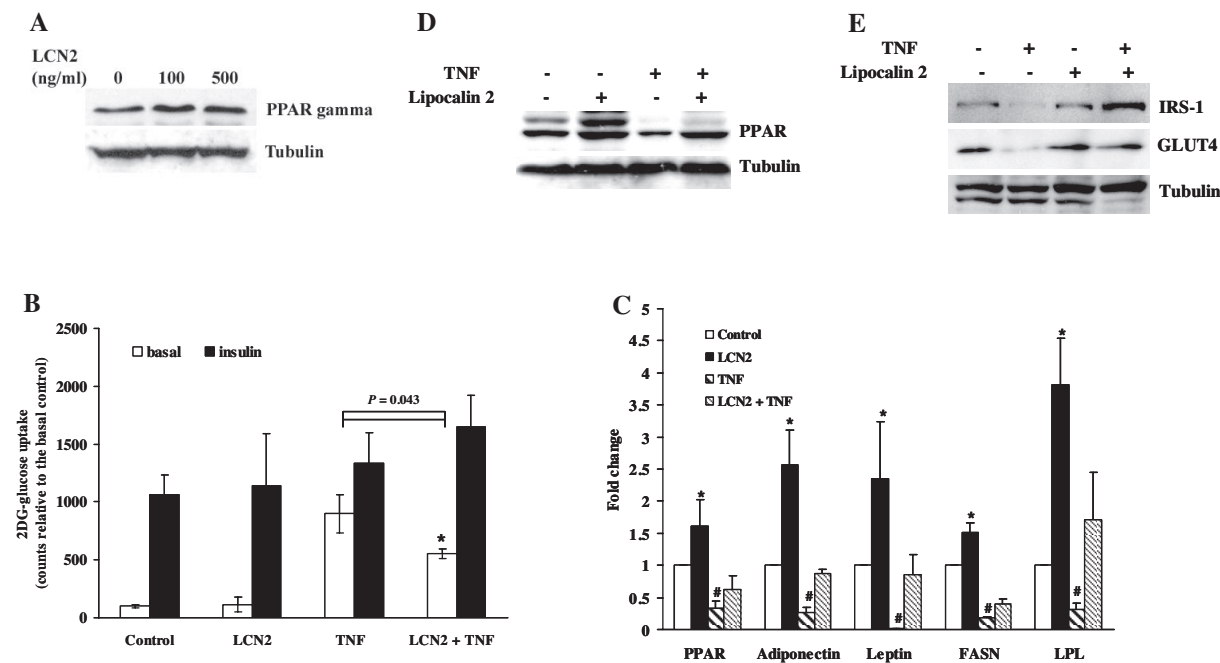 A
LCN2
(ng/ml) 0 100 500
PPAR gamma
Tubulin
D
TNF - - + +
Lipocalin 2 - + - +
PPAR
Tubulin
E
TNF - + - +
Lipocalin 2 - - + +
IRS-1
GLUT4
Tubulin
B
2DG-glucose uptake
(counts relative to the basal control)
2500
2000
1500
1000
500
0
basal insulin
P = 0.043
*
Control LCN2 TNF LCN2 + TNF
C
Fold change
5
4.5
4
3.5
3
2.5
2
1.5
1
0.5
0
Control
LCN2
TNF
LCN2 + TNF
* * * * *
# # # # #
PPAR Adiponectin Leptin FASN LPL